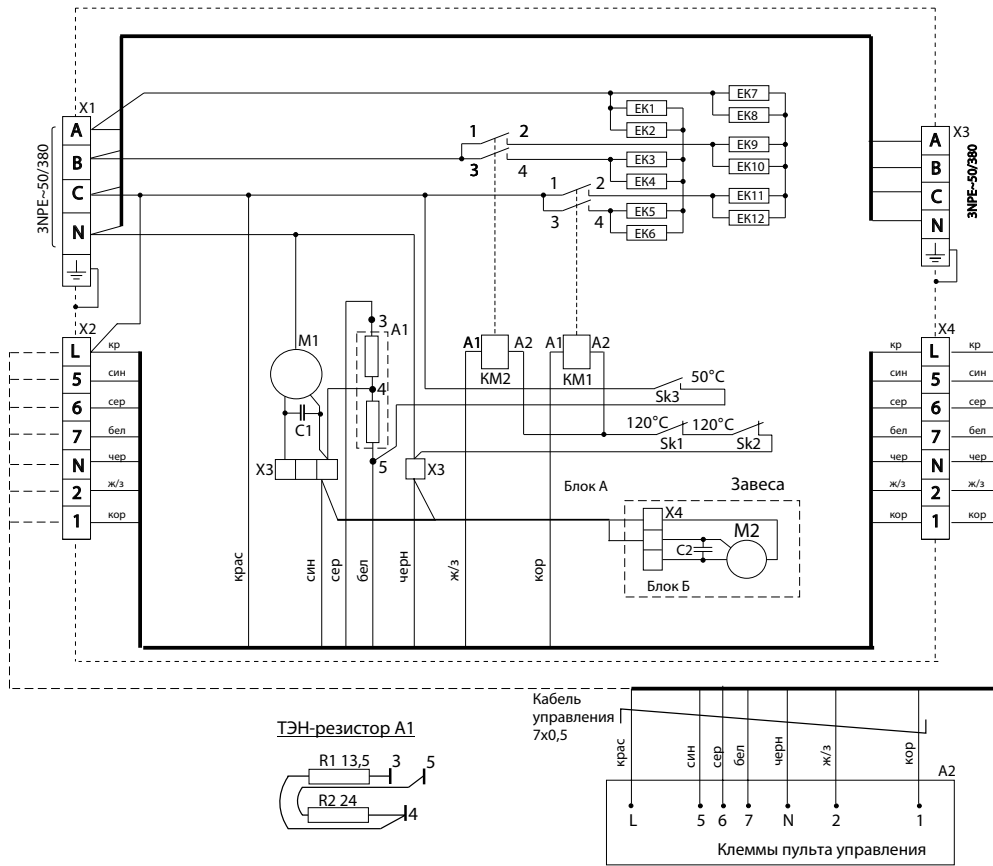 X1
A
B
C
N
3NPE~50/380
EK1
EK2
EK3
EK4
EK5
EK6
EK7
EK8
EK9
EK10
EK11
EK12
1 2
3 4
1 2
3 4
X3
A
B
C
N
3NPE~50/380
X2
L кр
5 син
6 сер
7 бел
N чер
2 ж/з
1 кор
M1
C1
X3
3
A1
4
5
X3
A1 A2
КМ2
A1 A2
КМ1
50°C
Sk3
120°C
Sk1
120°C
Sk2
X4
кр L кр
син 5 син
сер 6 сер
бел 7 бел
чер N чер
ж/з 2 ж/з
кор 1 кор
Блок А
Завеса
X4
M2
C2
Блок Б
крас
син
сер
бел
черн
ж/з
кор
Кабель
управления
7х0,5
крас
син
сер
бел
черн
ж/з
кор
A2
L 5 6 7 N 2 1
Клеммы пульта управления
ТЭН-резистор А1
R1 13,5 3 5
R2 24 4